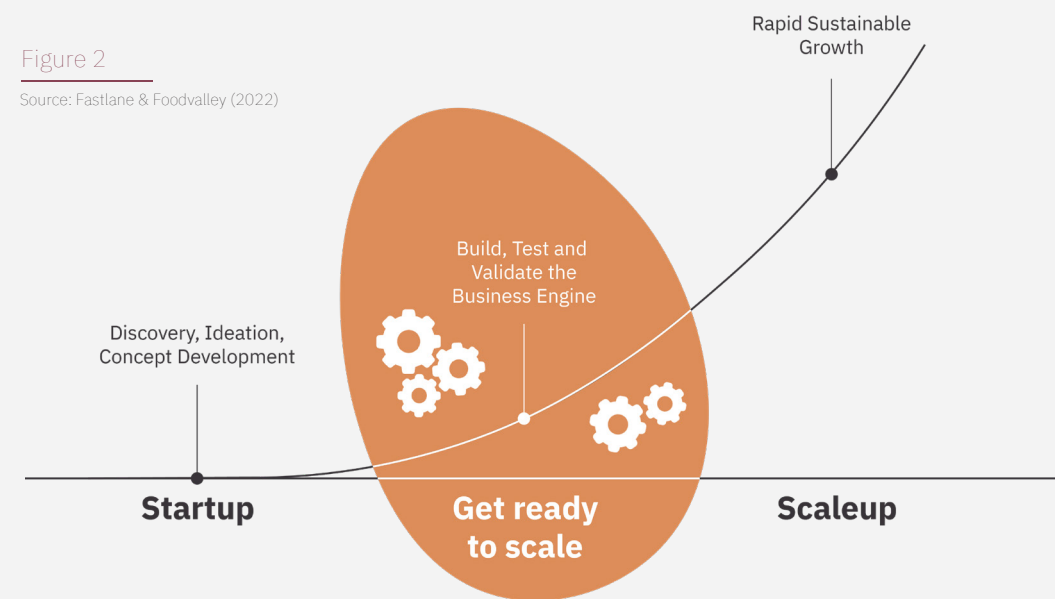 Figure 2
Source: Fastlane & Foodvalley (2022)
Rapid Sustainable
Growth
Build, Test and
Validate the
Business Engine
Discovery, Ideation,
Concept Development
Startup
Get ready
to scale
Scaleup